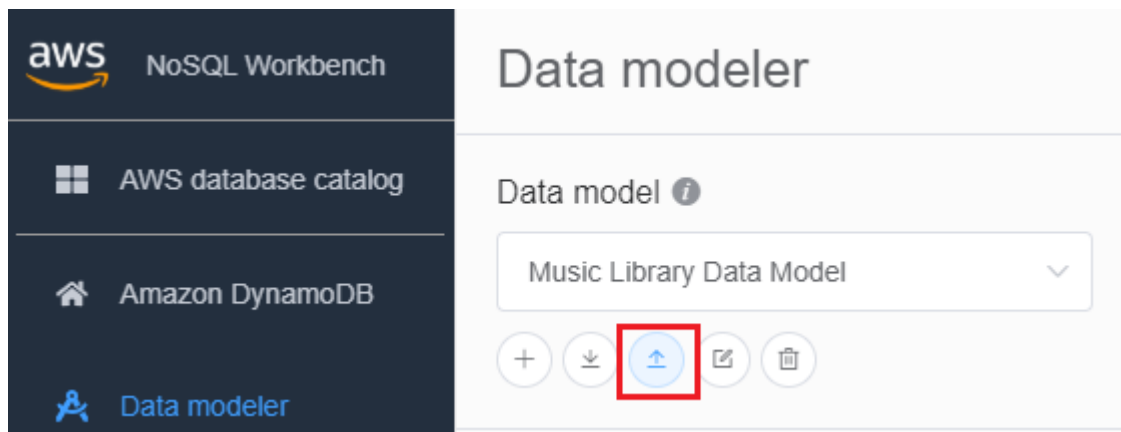 aws
NoSQL Workbench
AWS database catalog
Amazon DynamoDB
Data modeler
Data modeler
Data model i
Music Library Data Model